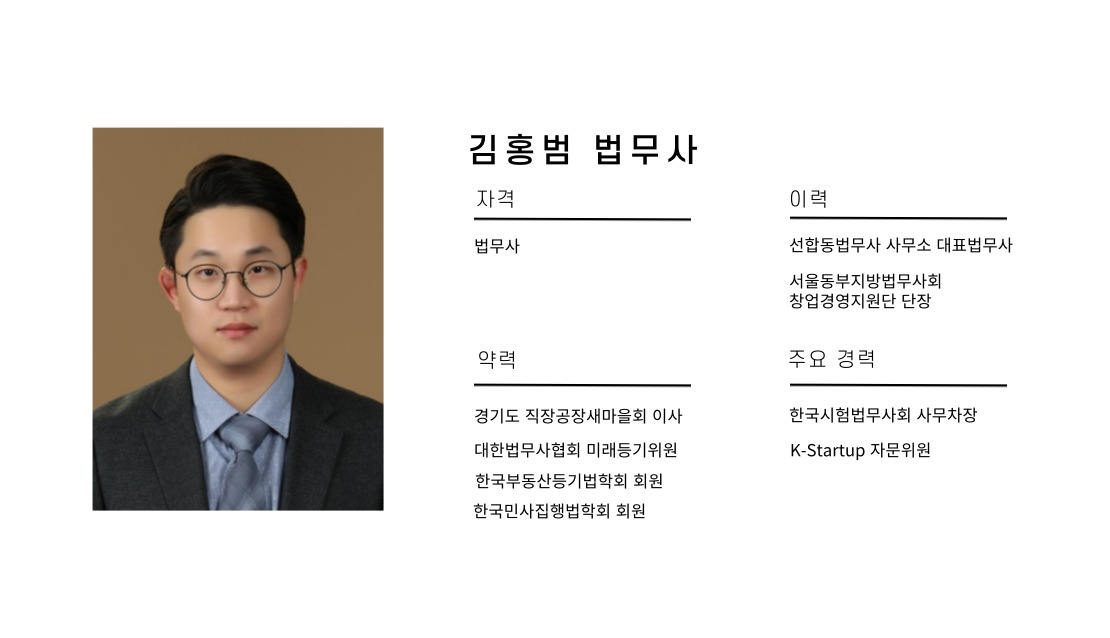 김홍범 법무사
자격
법무사
이력
선합동법무사 사무소 대표법무사
서울동부지방법무사회
창업경영지원단 단장
약력
경기도 직장공장새마을회 이사
대한법무사협회 미래등기위원
한국부동산등기법학회 회원
한국민사집행법학회 회원
주요 경력
한국시험법무사회 사무차장
K-Startup 자문위원